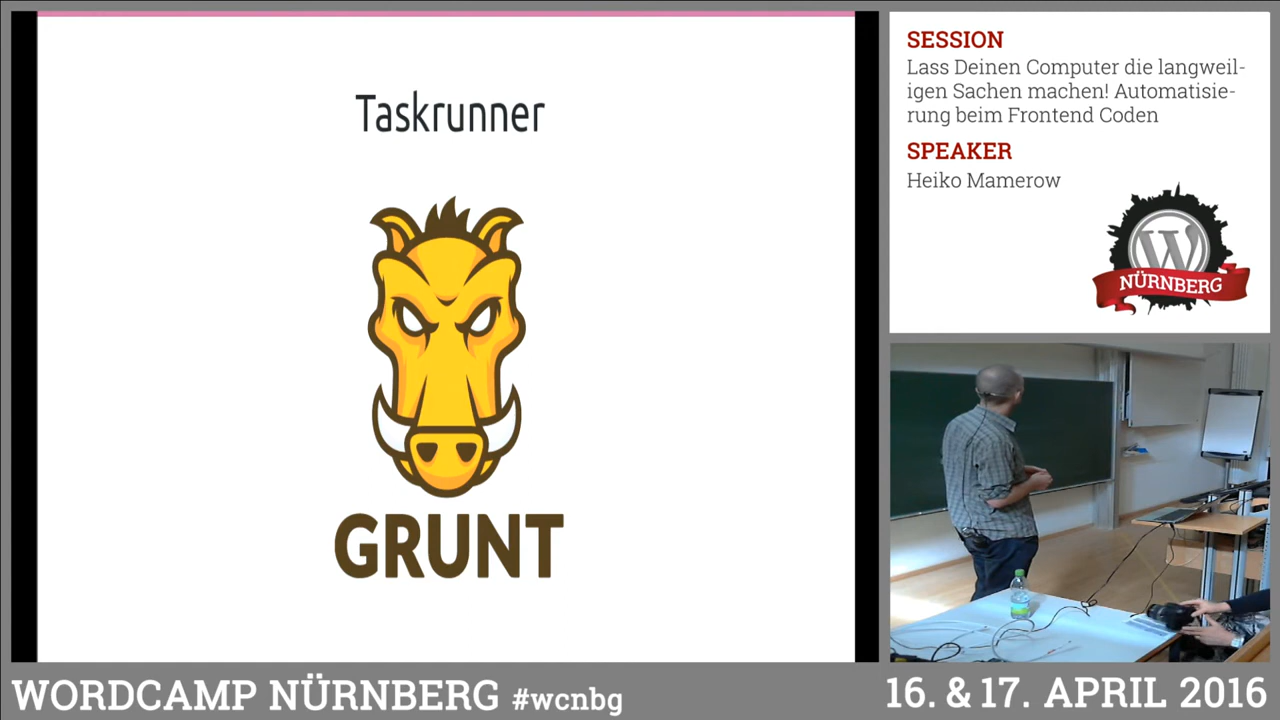 Taskrunner
GRUNT
SESSION
Lass Deinen Computer die langweil-
igen Sachen machen! Automatisie-
rung beim Frontend Coden
SPEAKER
Heiko Mamerow
W
NÜRNBERG
WORDCAMP NÜRNBERG #wcnbg
16. & 17. APRIL 2016